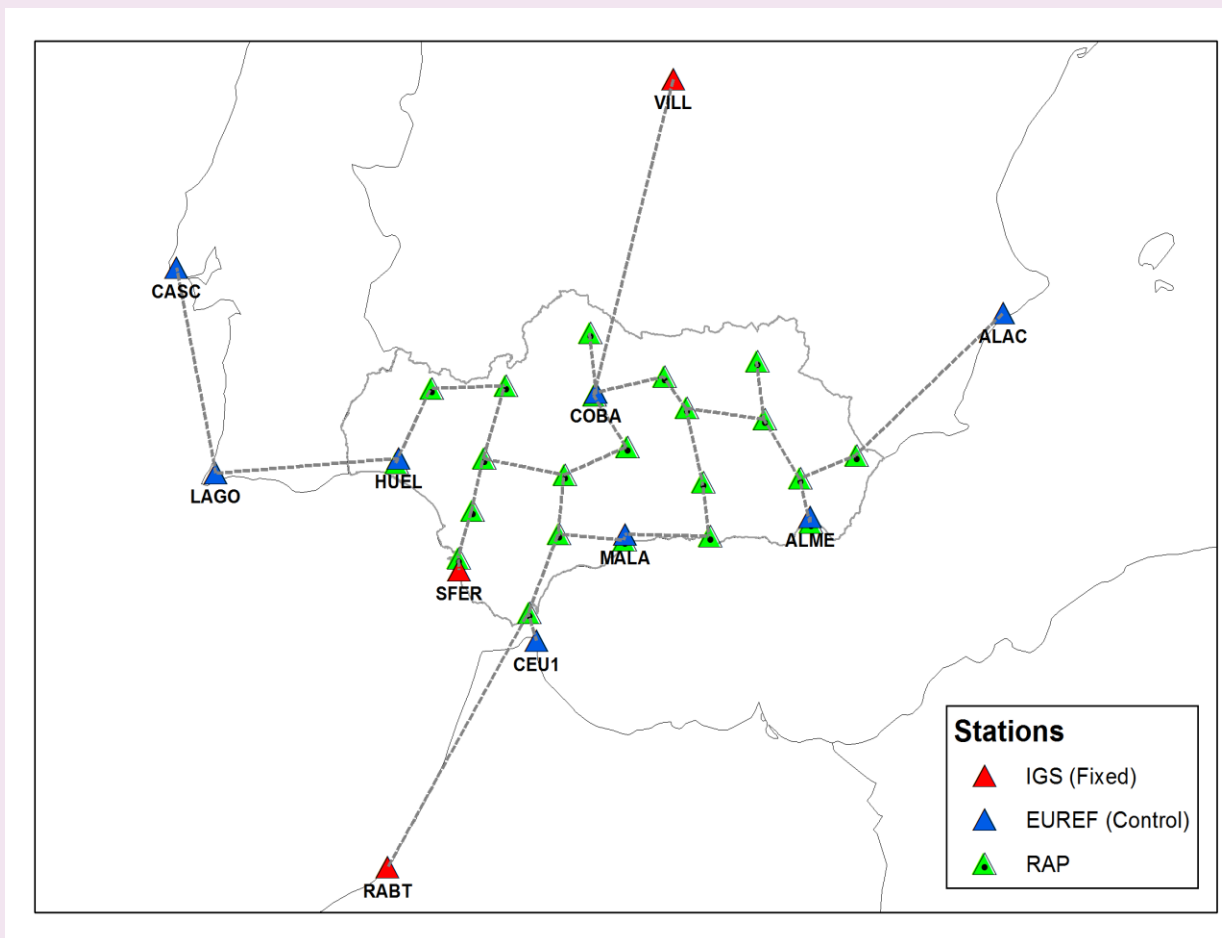 VILL
CASC
ALAC
COBA
HUEL
LAGO
MALA
ALME
SFER
CEU1
RABT
Stations
IGS (Fixed)
EUREF (Control)
RAP